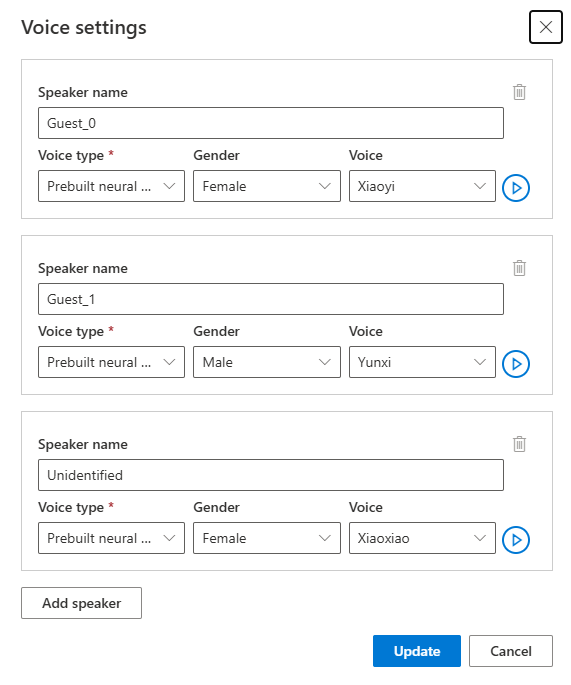 Voice settings
Speaker name
Guest_0
Voice type * Gender Voice
Prebuilt neural ... Female Xiaoyi
Speaker name
Guest_1
Voice type * Gender Voice
Prebuilt neural ... Male Yunxi
Speaker name
Unidentified
Voice type * Gender Voice
Prebuilt neural ... Female Xiaoxiao
Add speaker
Update Cancel